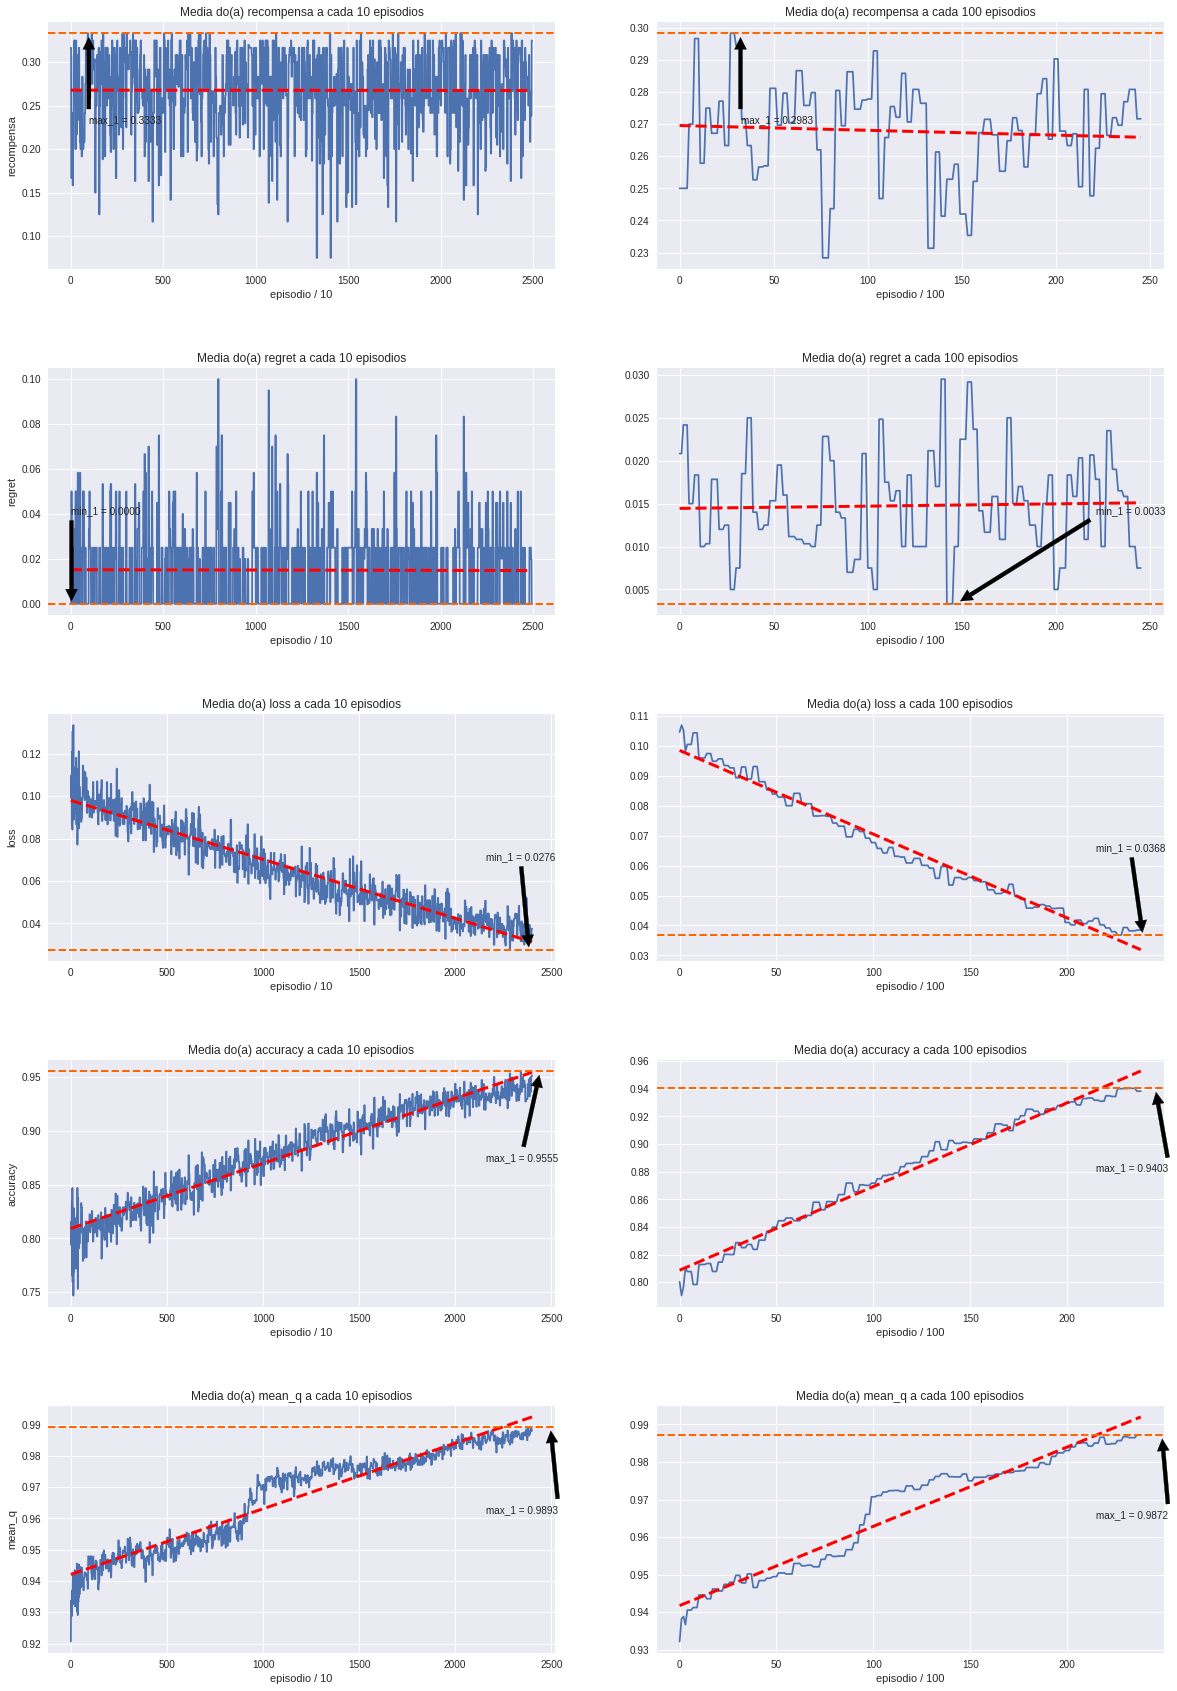 Media do(a) recompensa a cada 10 episodios
recompensa
0.30
0.25
0.20
0.15
0.10
max_1 = 0.3333
0 500 1000 1500 2000 2500
episodio / 10
Media do(a) recompensa a cada 100 episodios
0.30
0.29
0.28
0.27
0.26
0.25
0.24
0.23
max_1 = 0.2983
0 50 100 150 200 250
episodio / 100
Media do(a) regret a cada 10 episodios
regret
0.10
0.08
0.06
0.04
0.02
0.00
min_1 = 0.0000
0 500 1000 1500 2000 2500
episodio / 10
Media do(a) regret a cada 100 episodios
0.030
0.025
0.020
0.015
0.010
0.005
min_1 = 0.0033
0 50 100 150 200 250
episodio / 100
Media do(a) loss a cada 10 episodios
loss
0.12
0.10
0.08
0.06
0.04
min_1 = 0.0276
0 500 1000 1500 2000 2500
episodio / 10
Media do(a) loss a cada 100 episodios
0.11
0.10
0.09
0.08
0.07
0.06
0.05
0.04
0.03
min_1 = 0.0368
0 50 100 150 200
episodio / 100
Media do(a) accuracy a cada 10 episodios
accuracy
0.95
0.90
0.85
0.80
0.75
max_1 = 0.9555
0 500 1000 1500 2000 2500
episodio / 10
Media do(a) accuracy a cada 100 episodios
0.96
0.94
0.92
0.90
0.88
0.86
0.84
0.82
0.80
max_1 = 0.9403
0 50 100 150 200
episodio / 100
Media do(a) mean_q a cada 10 episodios
mean_q
0.99
0.98
0.97
0.96
0.95
0.94
0.93
0.92
max_1 = 0.9893
0 500 1000 1500 2000 2500
episodio / 10
Media do(a) mean_q a cada 100 episodios
0.99
0.98
0.97
0.96
0.95
0.94
0.93
max_1 = 0.9872
0 50 100 150 200
episodio / 100